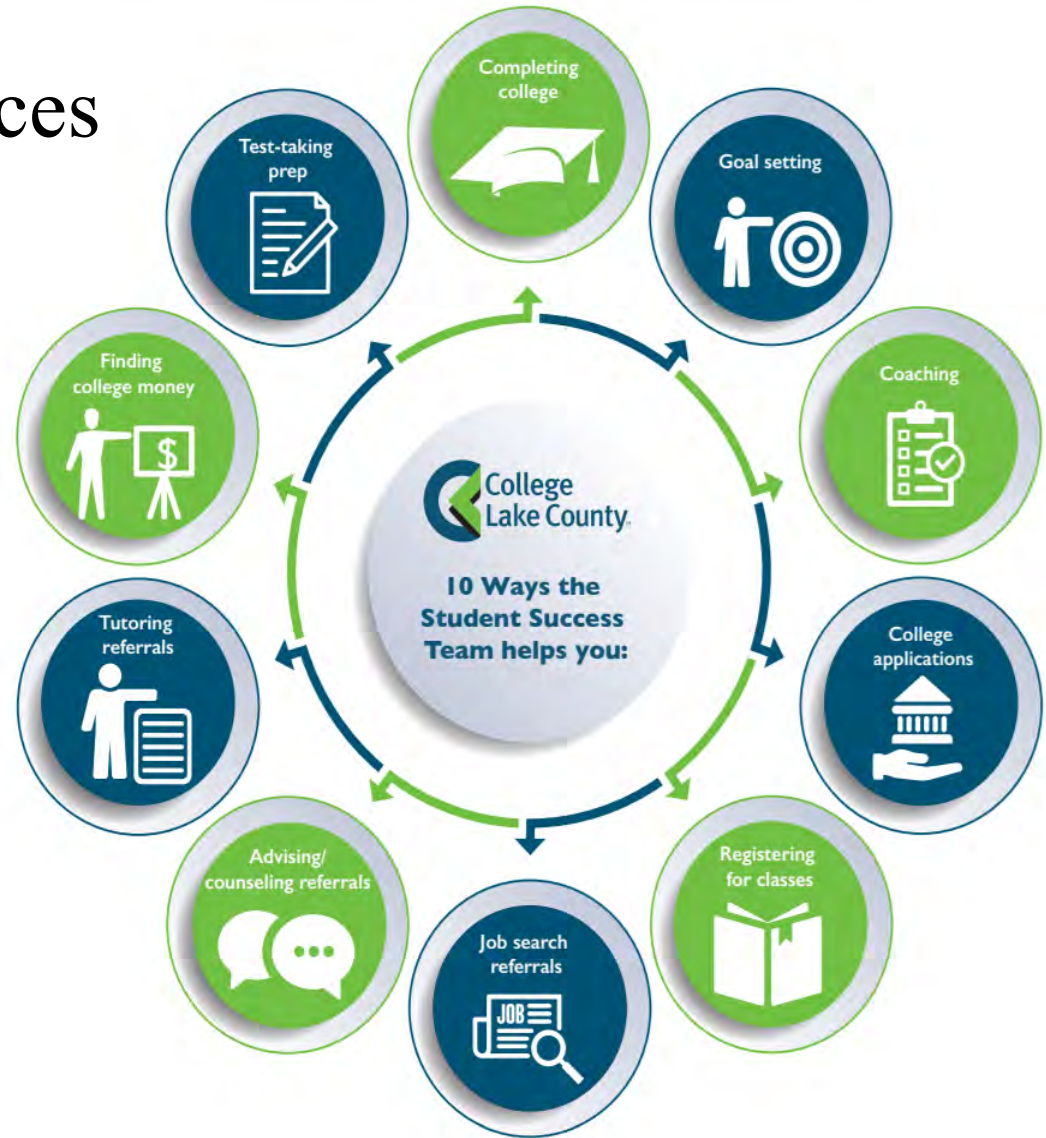 ces
Completing
college
Goal setting
Coaching
College
applications
Registering
for classes
Job search
referrals
JOB
Advising/
counseling referrals
Tutoring
referrals
Finding
college money
$
Test-taking
prep
College
Lake County
10 Ways the
Student Success
Team helps you: